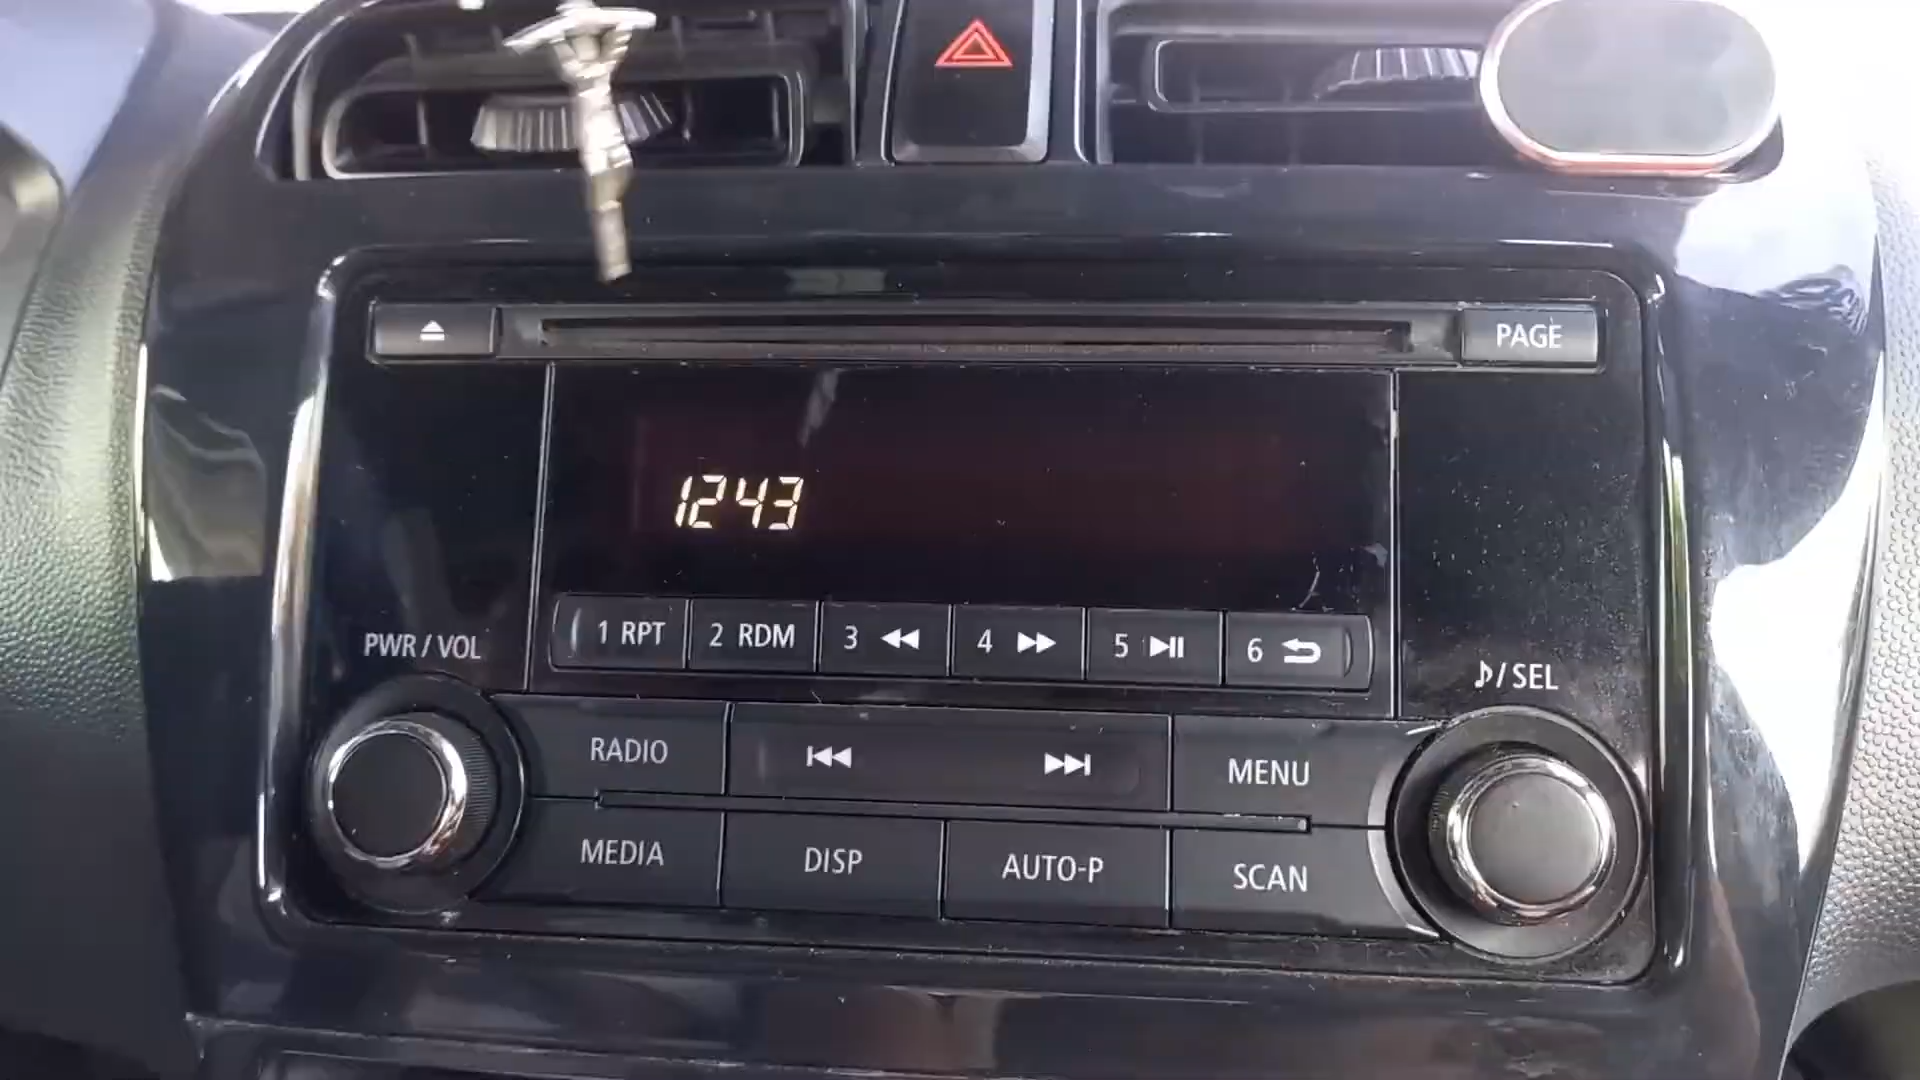 PAGE
1243
1 RPT 2 RDM 3 4 5 6
PWR / VOL
♪/ SEL
RADIO
MENU
MEDIA
DISP
AUTO-P
SCAN